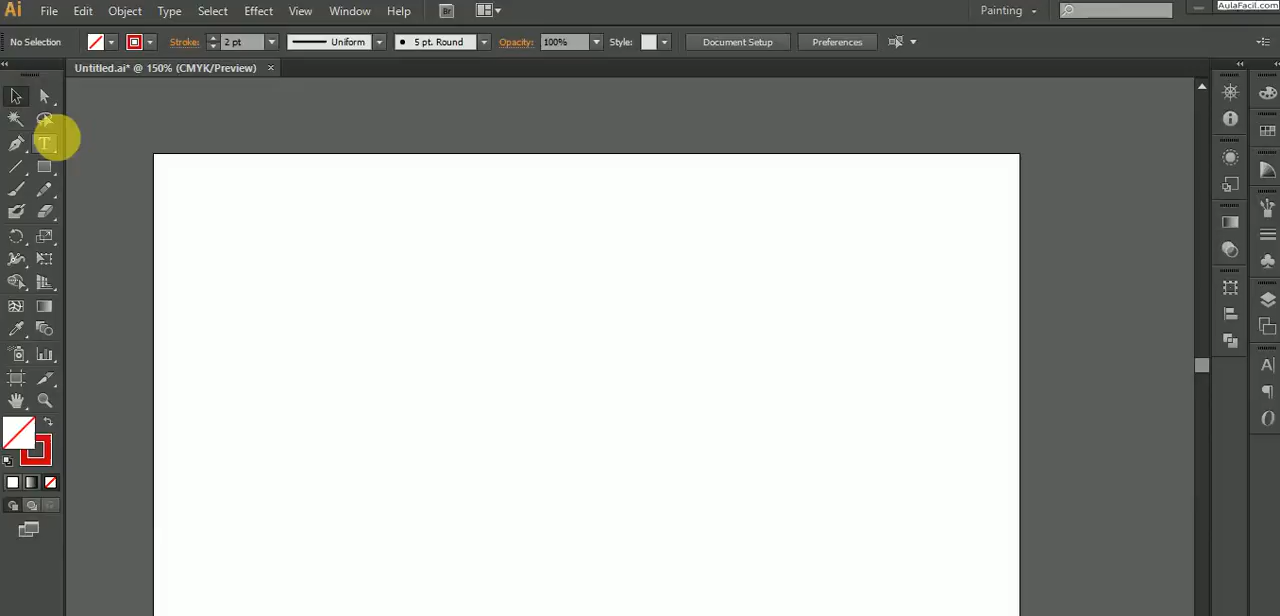 Ai File Edit Object Type Select Effect View Window Help Br Painting AulaFacil.com
No Selection Stroke: 2 pt Uniform 5 pt. Round Opacity: 100% Style: Document Setup Preferences
Untitled.ai* @ 150% (CMYK/Preview) ×
T
A
O